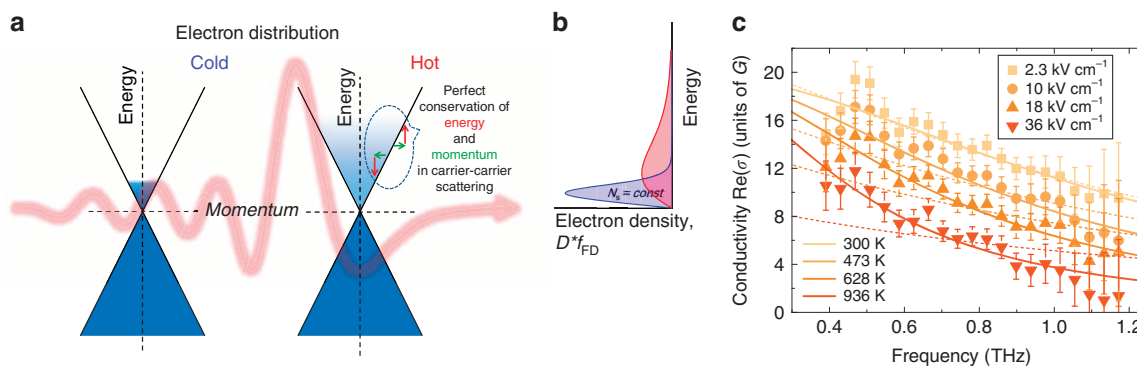 a
Electron distribution
Cold
Hot
Energy
Energy
Perfect
conservation of
energy
and
momentum
in carrier-carrier
scattering
Momentum
b
Energy
N_s = const
Electron density,
D*f_FD
c
Conductivity Re(σ) (units of G)
20
16
12
8
4
0
2.3 kV cm⁻¹
10 kV cm⁻¹
18 kV cm⁻¹
36 kV cm⁻¹
300 K
473 K
628 K
936 K
0.4
0.6
0.8
1.0
1.2
Frequency (THz)